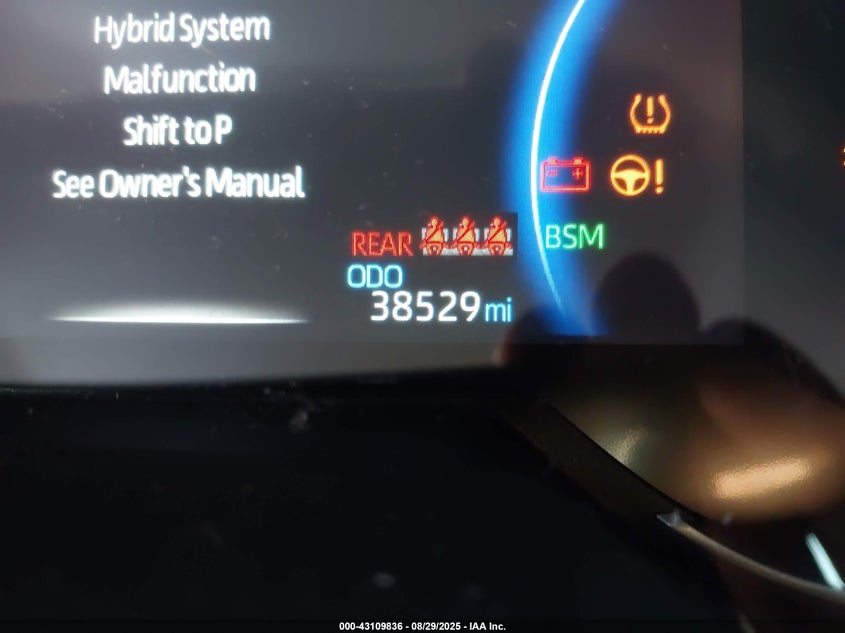 Hybrid System
Malfunction
Shift to P
See Owner's Manual
REAR
BSM
ODO
38529 mi
000-43109836 - 08/29/2025 - IAA Inc.